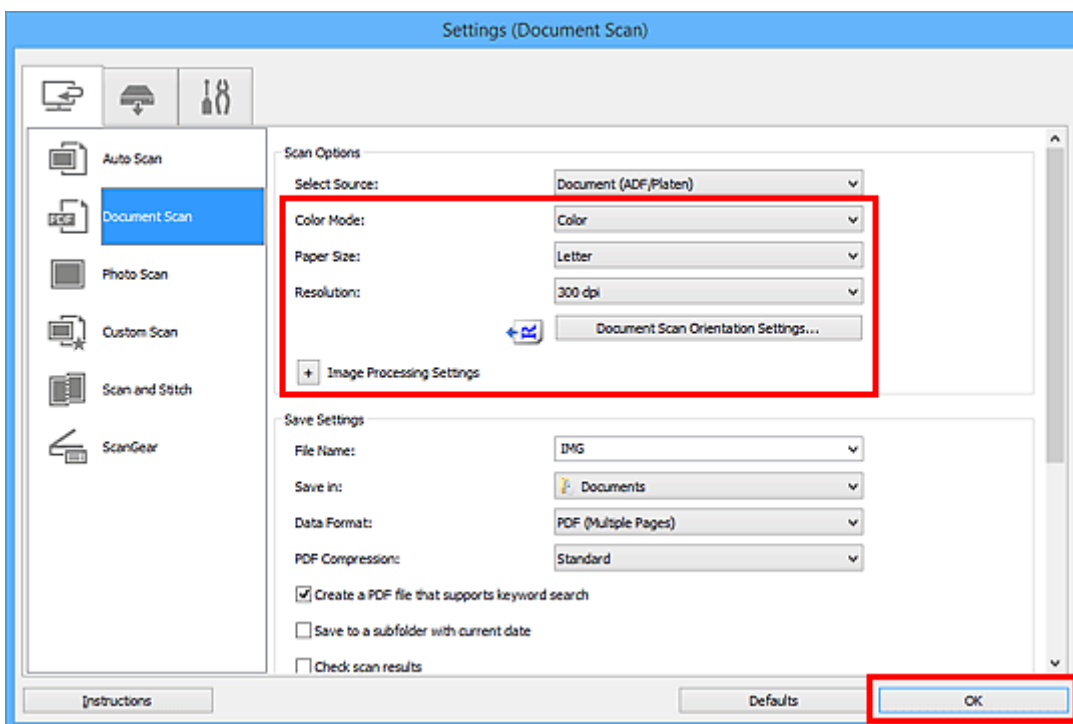 Settings (Document Scan)
Auto Scan
Document Scan
Photo Scan
Custom Scan
Scan and Stitch
ScanGear
Scan Options
Select Source: Document (ADF/Platen)
Color Mode: Color
Paper Size: Letter
Resolution: 300 dpi
Document Scan Orientation Settings...
+ Image Processing Settings
Save Settings
File Name: IMG
Save in: Documents
Data Format: PDF (Multiple Pages)
PDF Compression: Standard
Create a PDF file that supports keyword search
Save to a subfolder with current date
Check scan results
Instructions Defaults OK